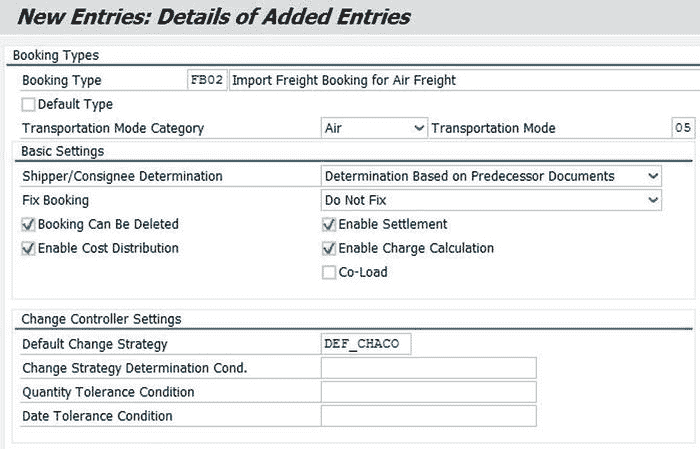 New Entries: Details of Added Entries
Booking Types
Booking Type FB02 Import Freight Booking for Air Freight
Default Type
Transportation Mode Category Air Transportation Mode 05
Basic Settings
Shipper/Consignee Determination Determination Based on Predecessor Documents
Fix Booking Do Not Fix
Booking Can Be Deleted Enable Settlement
Enable Cost Distribution Enable Charge Calculation
Co-Load
Change Controller Settings
Default Change Strategy DEF_CHACO
Change Strategy Determination Cond.
Quantity Tolerance Condition
Date Tolerance Condition